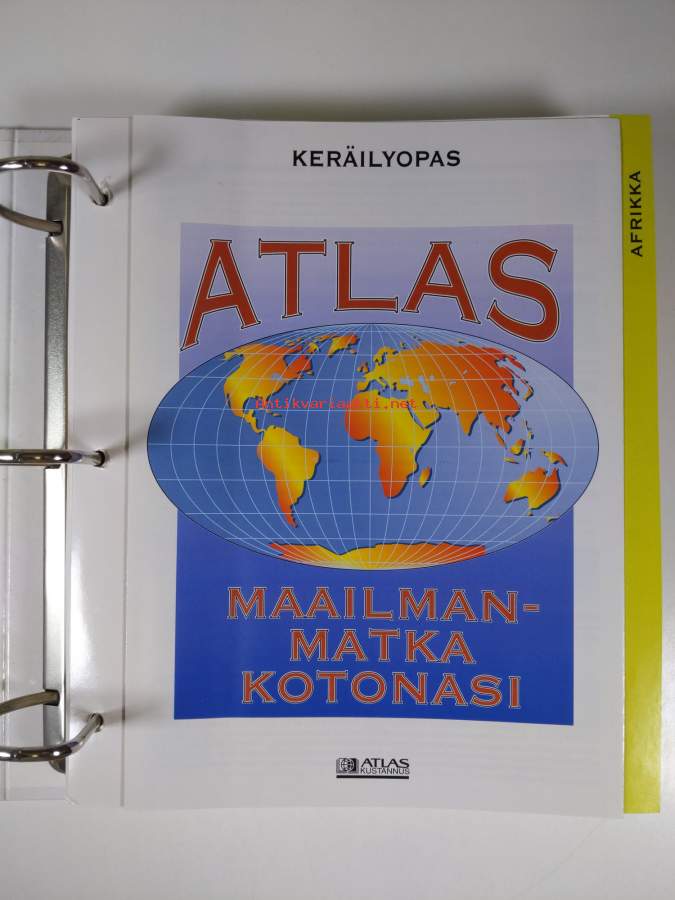 KERÄILYOPAS
AFRIKKA
ATLAS
Antikvariaatti.net
MAAILMAN-
MATKA
KOTONASI
ATLAS
KUSTANNUS